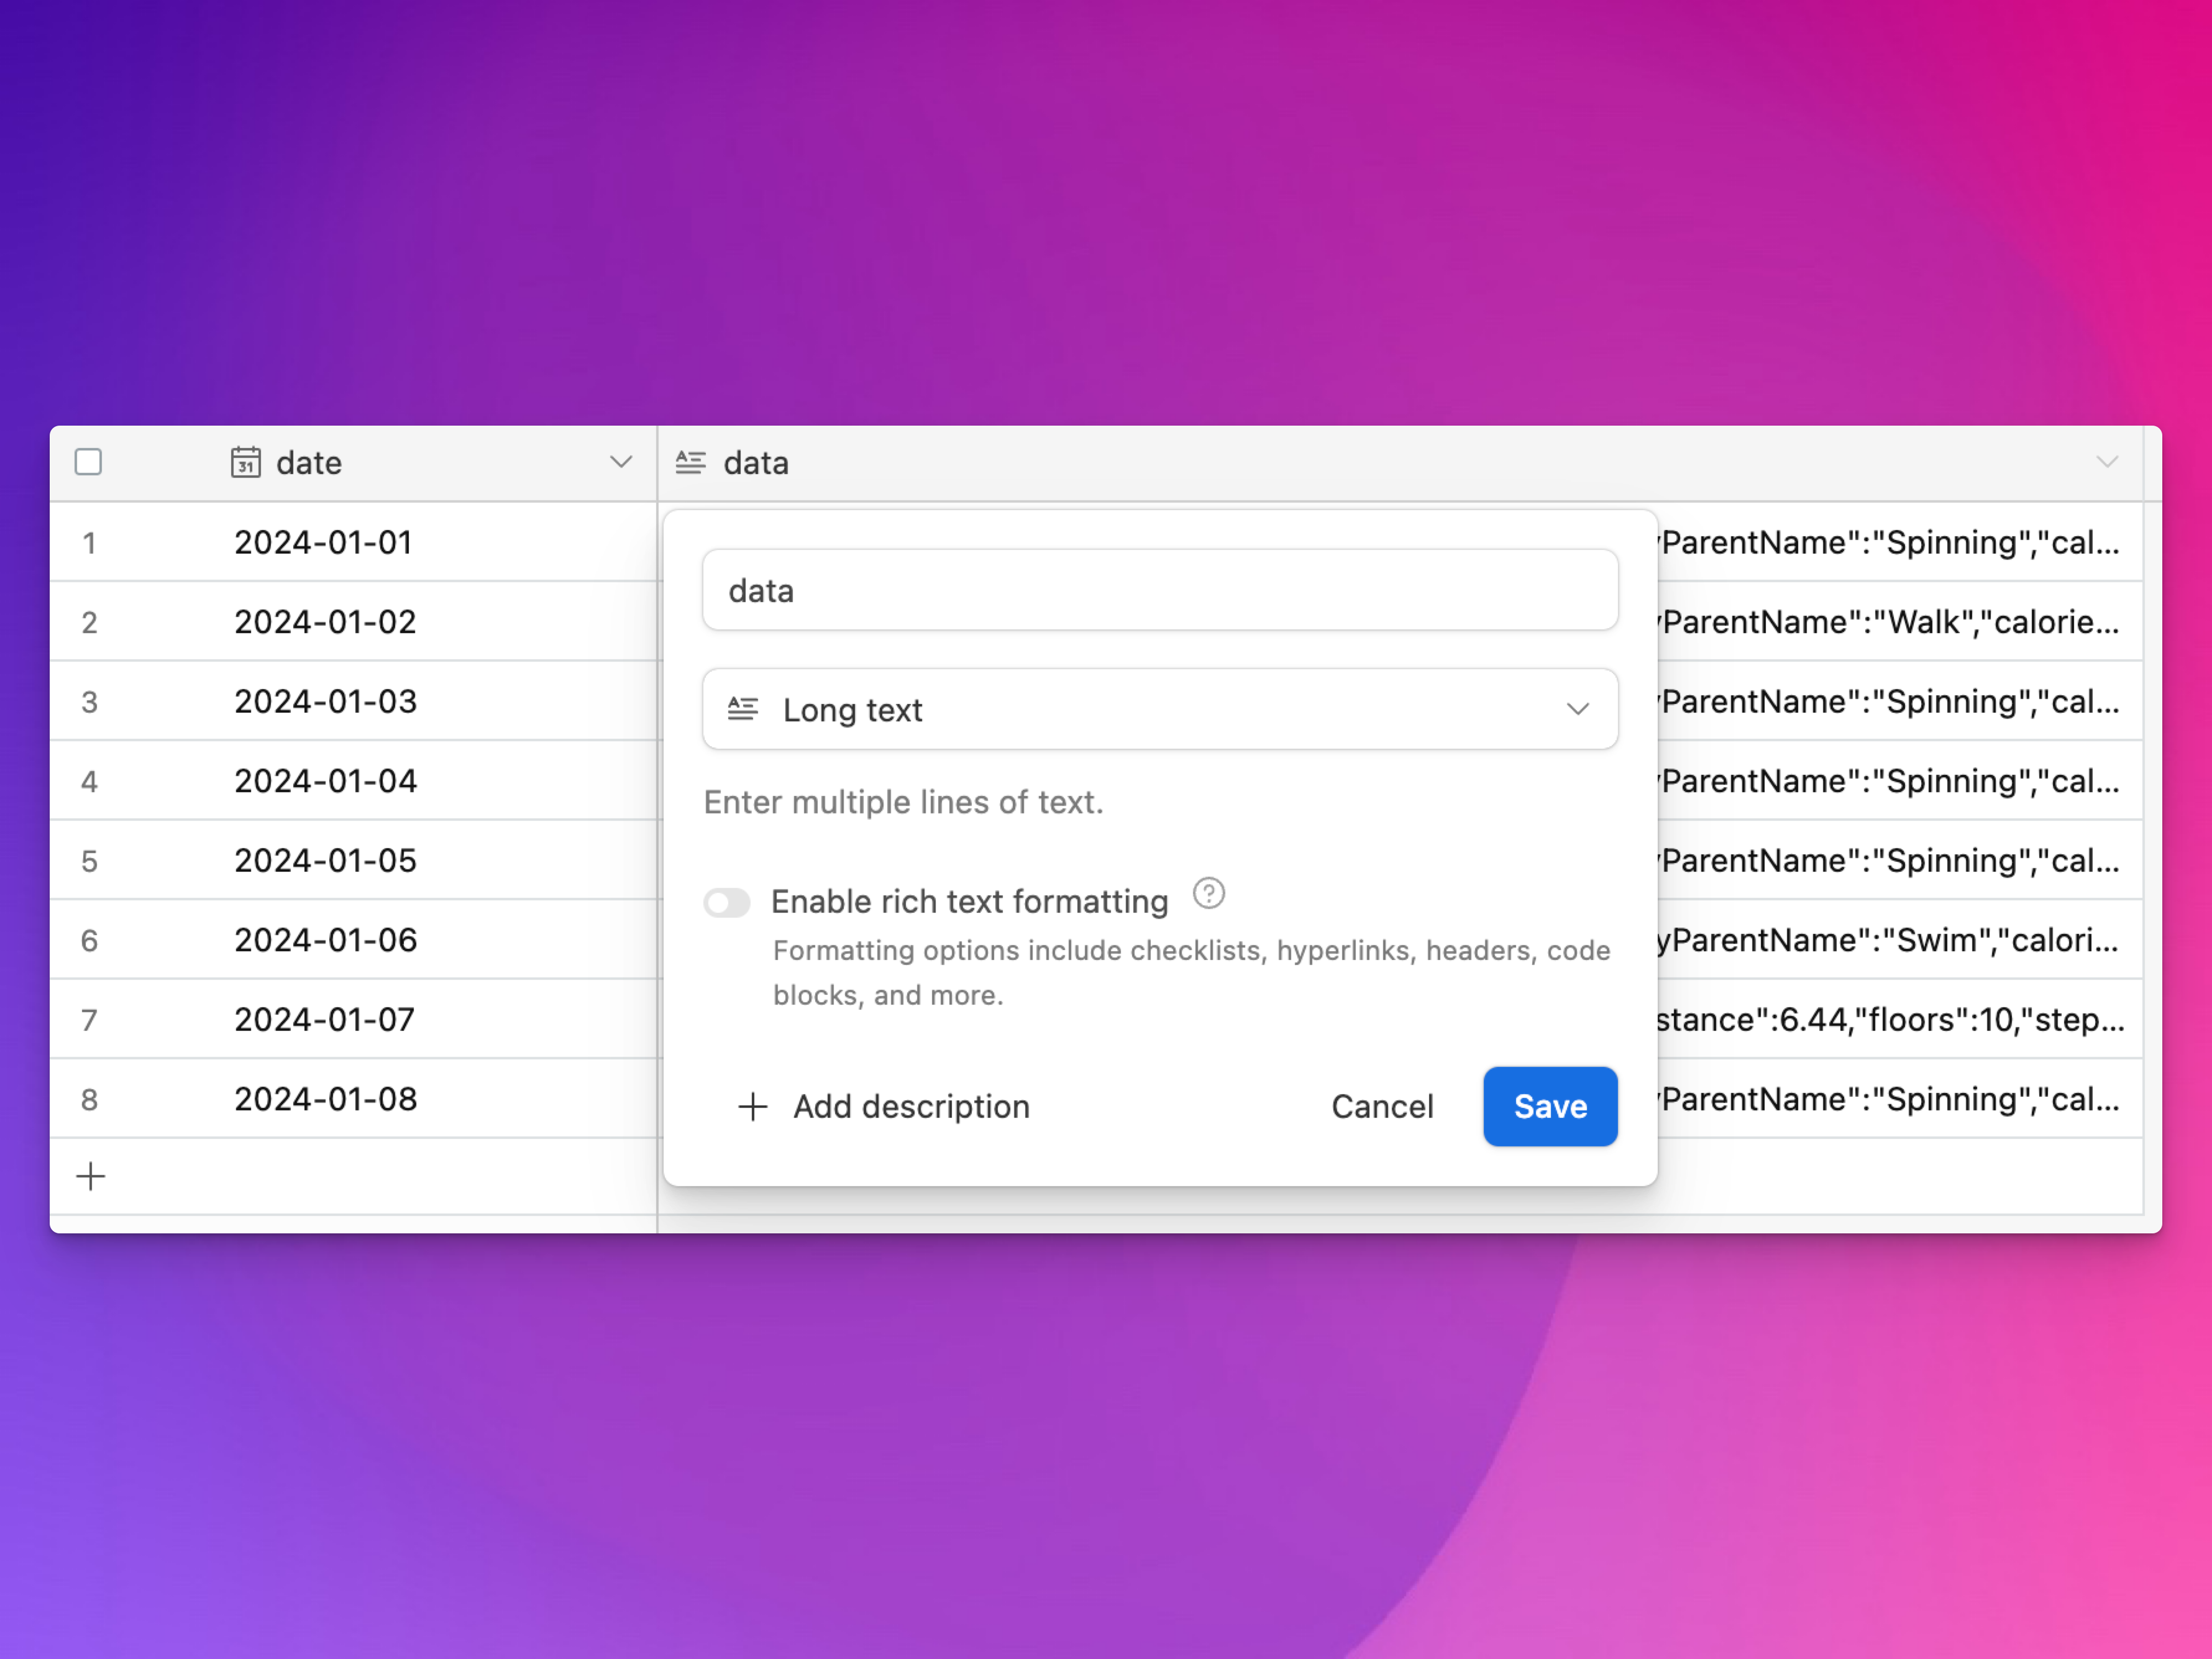 date
data
1 2024-01-01 ParentName":"Spinning","cal...
2 2024-01-02 ParentName":"Walk","calorie...
3 2024-01-03 ParentName":"Spinning","cal...
4 2024-01-04 ParentName":"Spinning","cal...
5 2024-01-05 ParentName":"Spinning","cal...
6 2024-01-06 yParentName":"Swim","calori...
7 2024-01-07 stance":6.44,"floors":10,"step...
8 2024-01-08 ParentName":"Spinning","cal...
data
Long text
Enter multiple lines of text.
Enable rich text formatting ?
Formatting options include checklists, hyperlinks, headers, code
blocks, and more.
+ Add description
Cancel
Save
+